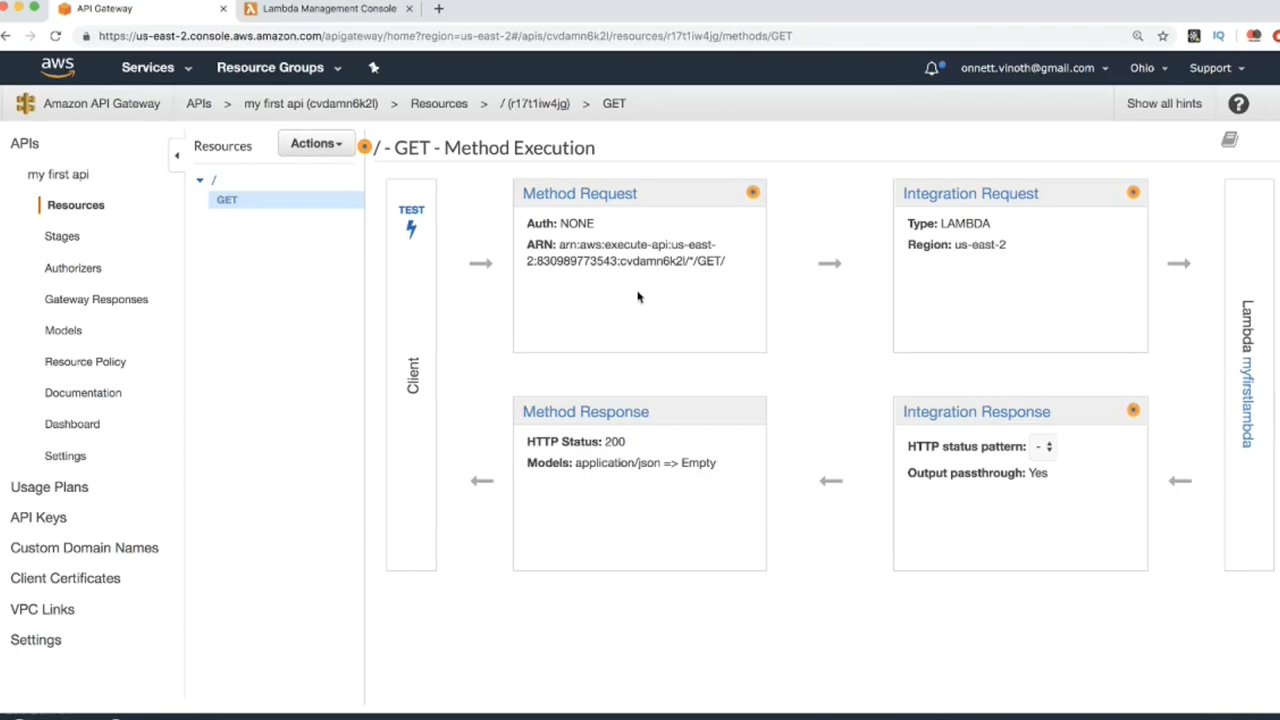 API Gateway
Lambda Management Console
https://us-east-2.console.aws.amazon.com/apigateway/home?region=us-east-2#/apis/cvdamn6k2l/resources/r17t1iw4jg/methods/GET
IQ
aws
Services
Resource Groups
onnett.vinoth@gmail.com
Ohio
Support
Amazon API Gateway
APIs > my first api (cvdamn6k2l) > Resources > / (r17t1iw4jg) > GET
Show all hints
?
APIs
my first api
Resources
Stages
Authorizers
Gateway Responses
Models
Resource Policy
Documentation
Dashboard
Settings
Usage Plans
API Keys
Custom Domain Names
Client Certificates
VPC Links
Settings
Resources
Actions
/
GET
/ - GET - Method Execution
TEST
Client
Method Request
Auth: NONE
ARN: arn:aws:execute-api:us-east-
2:830989773543:cvdamn6k2l/*/GET/
Integration Request
Type: LAMBDA
Region: us-east-2
Lambda myfirstlambda
Method Response
HTTP Status: 200
Models: application/json => Empty
Integration Response
HTTP status pattern: -
Output passthrough: Yes